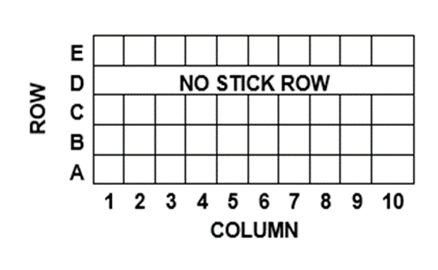 E
D NO STICK ROW
C
B
A
ROW
1 2 3 4 5 6 7 8 9 10
COLUMN